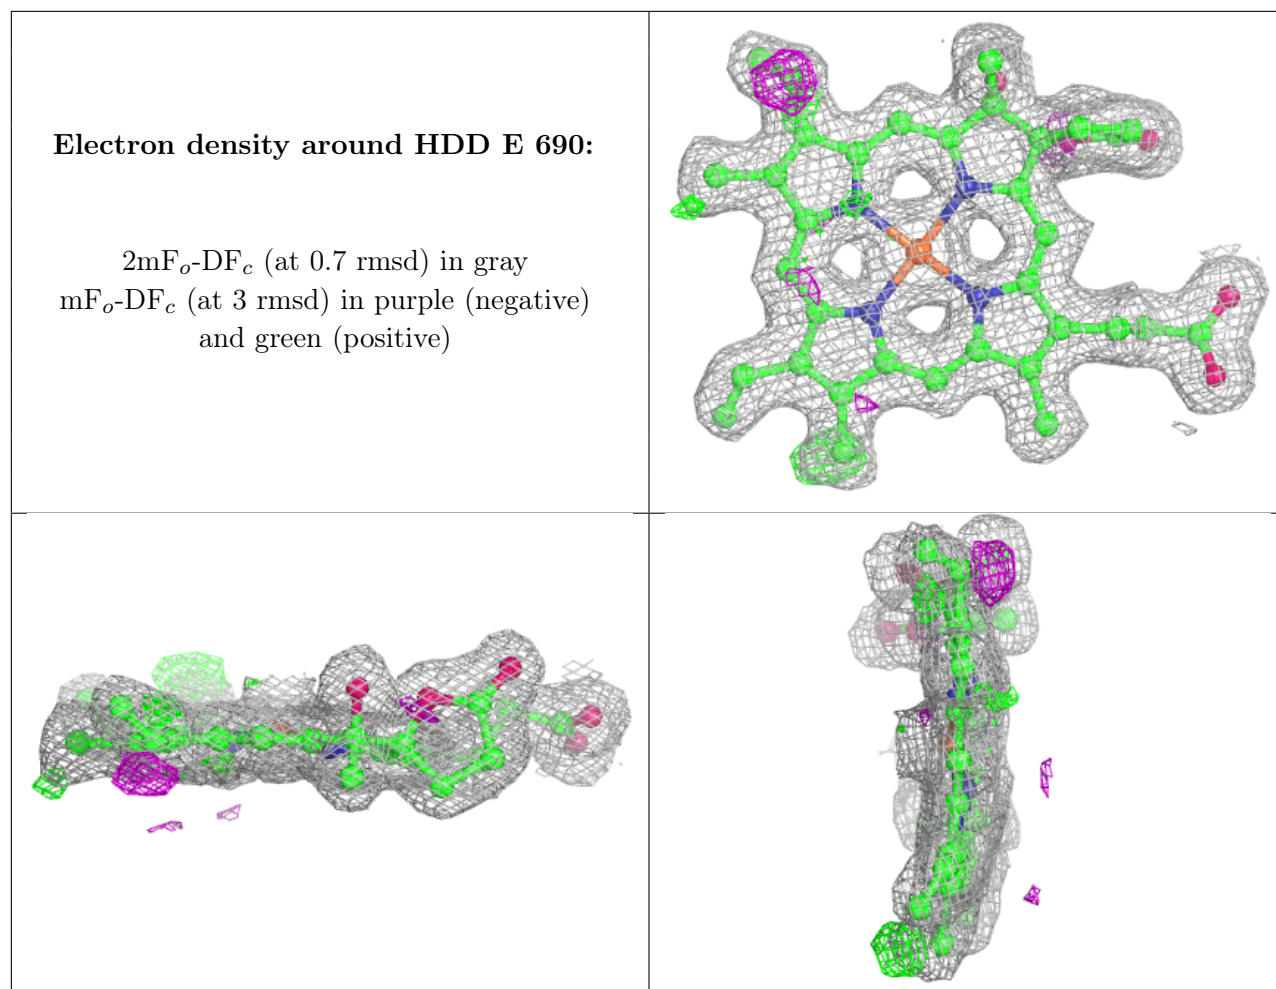 Electron density around HDD E 690:
2mFₒ-DF𝒸 (at 0.7 rmsd) in gray
mFₒ-DF𝒸 (at 3 rmsd) in purple (negative)
and green (positive)